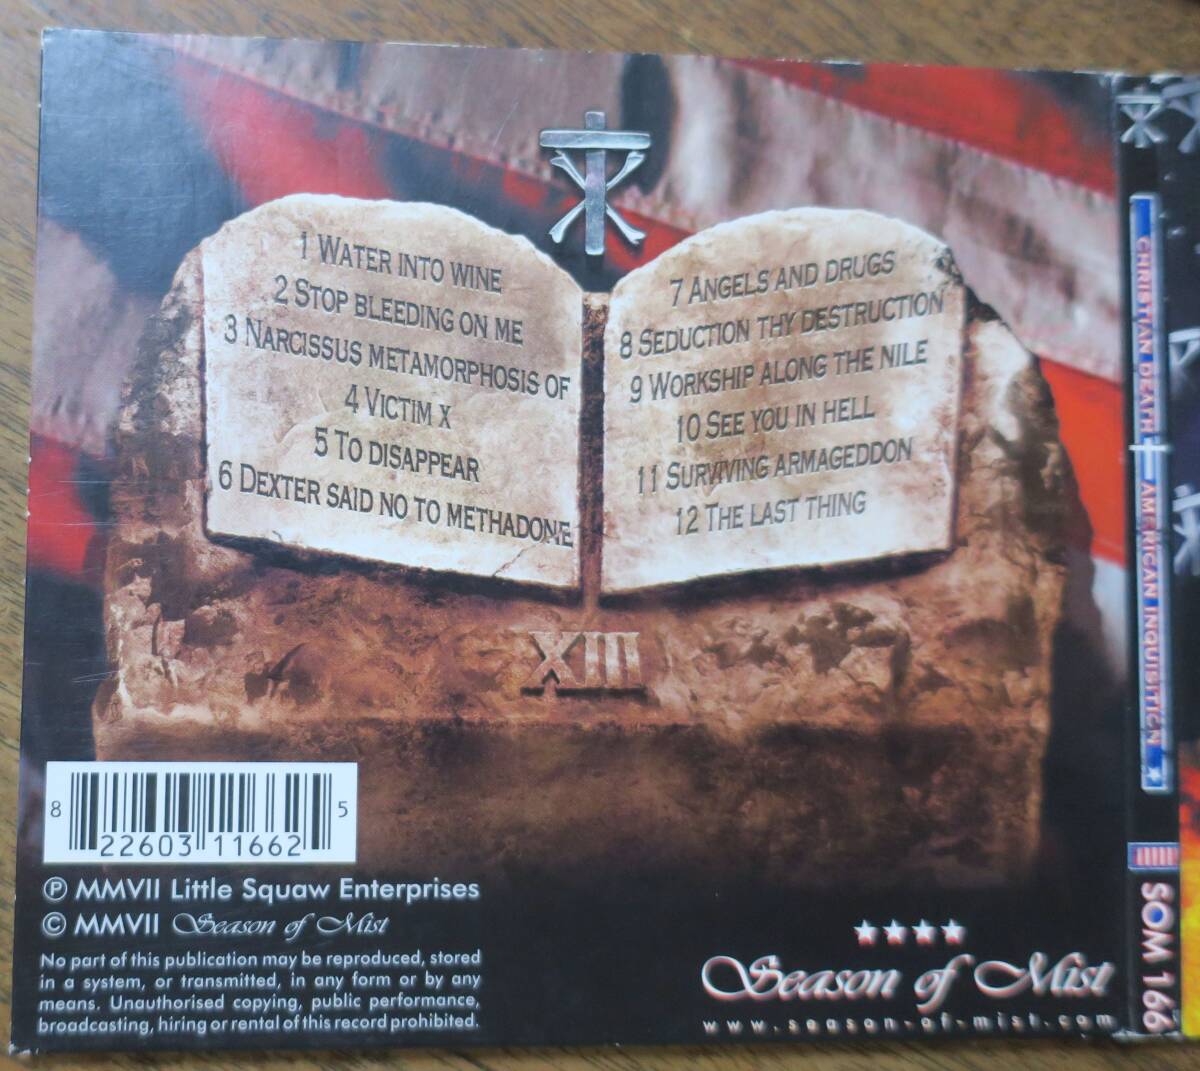 1 WATER INTO WINE
2 STOP BLEEDING ON ME
3 NARCISSUS METAMORPHOSIS OF
4 VICTIM X
5 TO DISAPPEAR
6 DEXTER SAID NO TO METHADONE
7 ANGELS AND DRUGS
8 SEDUCTION THY DESTRUCTION
9 WORKSHIP ALONG THE NILE
10 SEE YOU IN HELL
11 SURVIVING ARMAGEDDON
12 THE LAST THING
XIII
8 22603 11662 5
℗ MMVII Little Squaw Enterprises
© MMVII Season of Mist
No part of this publication may be reproduced, stored
in a system, or transmitted, in any form or by any
means. Unauthorised copying, public performance,
broadcasting, hiring or rental of this record prohibited.
Season of Mist
www.season-of-mist.com
CHRISTIAN DEATH AMERICAN INQUISITION
SOM 166